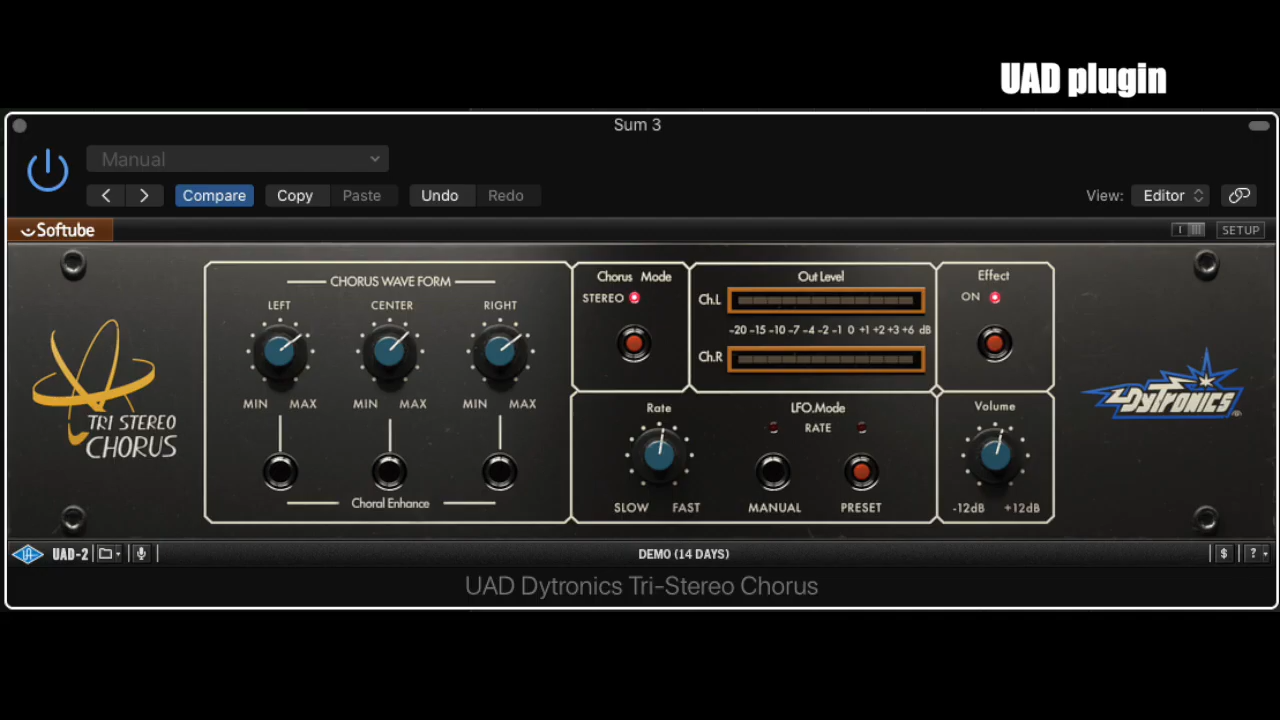 UAD plugin
Sum 3
Manual
Compare Copy Paste Undo Redo
View: Editor
Softube
SETUP
CHORUS WAVE FORM
LEFT CENTER RIGHT
MIN MAX MIN MAX MIN MAX
Choral Enhance
TRI STEREO
CHORUS
Chorus Mode
STEREO
Out Level
Ch.L
-20 -15 -10 -7 -4 -2 -1 0 +1 +2 +3 +6 dB
Ch.R
Effect
ON
Rate
SLOW FAST
LFO.Mode
RATE
MANUAL PRESET
Volume
-12dB +12dB
DYTRONICS
UAD-2
DEMO (14 DAYS)
$ ?
UAD Dytronics Tri-Stereo Chorus